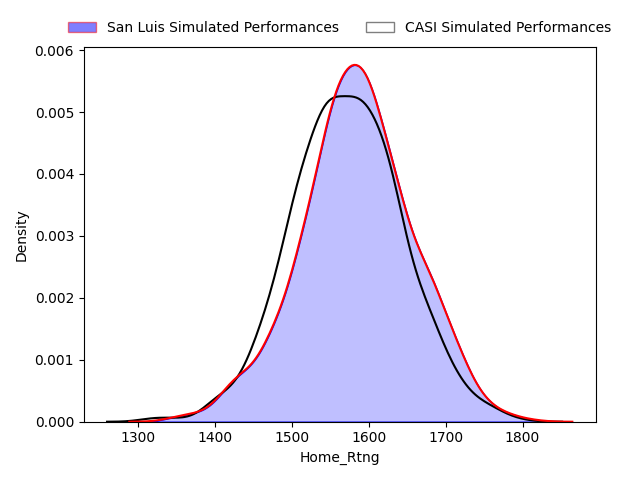 San Luis Simulated Performances CASI Simulated Performances
0.006
0.005
0.004
0.003
0.002
0.001
0.000
Density
1300 1400 1500 1600 1700 1800
Home_Rtng